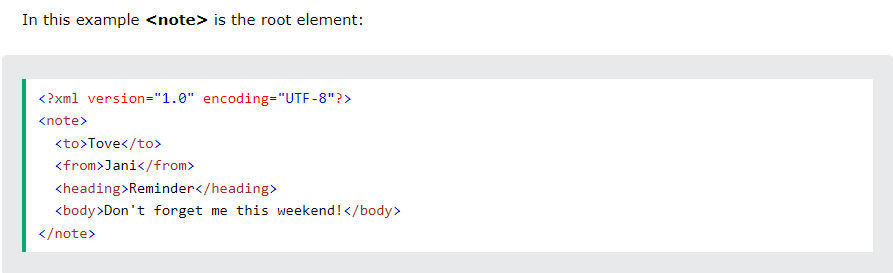 In this example <note> is the root element:
<?xml version="1.0" encoding="UTF-8"?>
<note>
  <to>Tove</to>
  <from>Jani</from>
  <heading>Reminder</heading>
  <body>Don't forget me this weekend!</body>
</note>